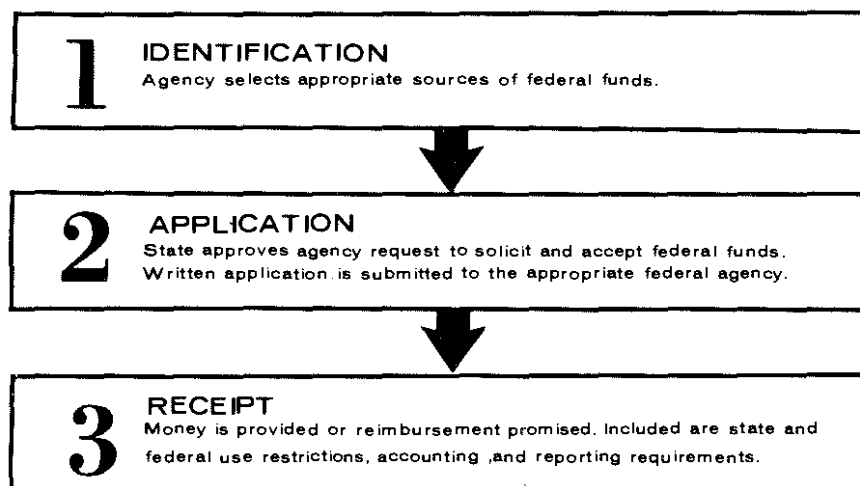 1
IDENTIFICATION
Agency selects appropriate sources of federal funds.
2
APPLICATION
State approves agency request to solicit and accept federal funds.
Written application is submitted to the appropriate federal agency.
3
RECEIPT
Money is provided or reimbursement promised. Included are state and
federal use restrictions, accounting ,and reporting requirements.